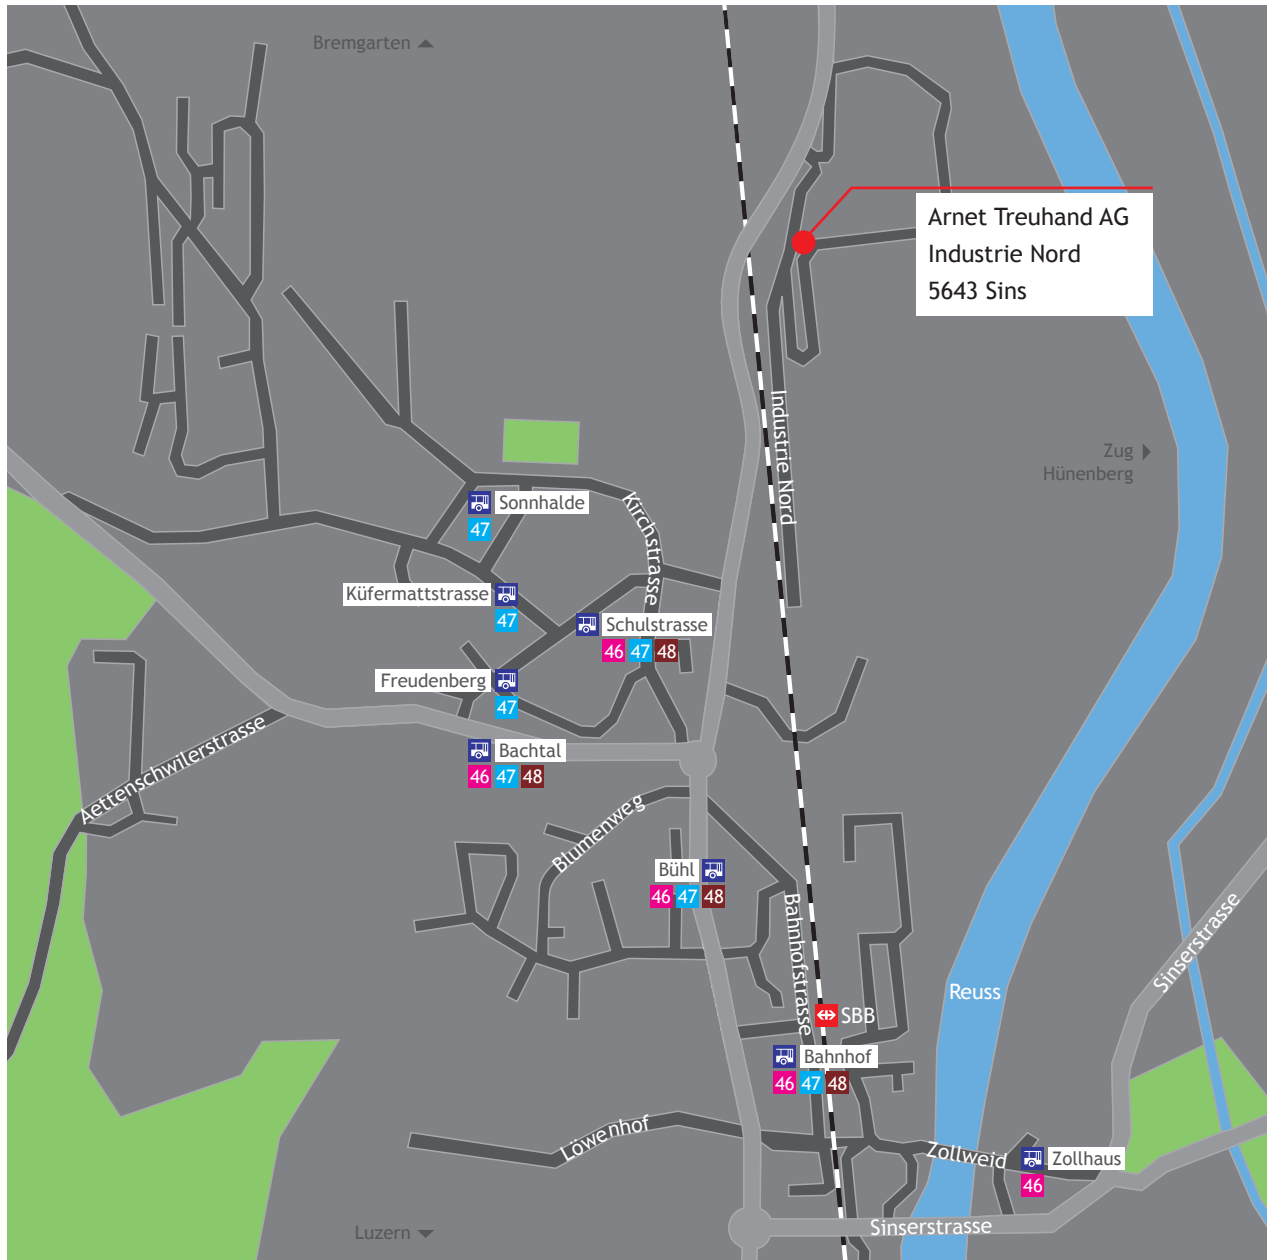 Bremgarten
Arnet Treuhand AG
Industrie Nord
5643 Sins
Industrie Nord
Zug
Hünenberg
Sonnhalde
47
Kirchstrasse
Küfermattstrasse
47
Schulstrasse
46 47 48
Freudenberg
47
Aettenschwilerstrasse
Bachtal
46 47 48
Blumenweg
Bühl
46 47 48
Bahnhofstrasse
Sinserstrasse
Reuss
SBB
Bahnhof
46 47 48
Löwenhof
Zollweid
Zollhaus
46
Luzern
Sinserstrasse